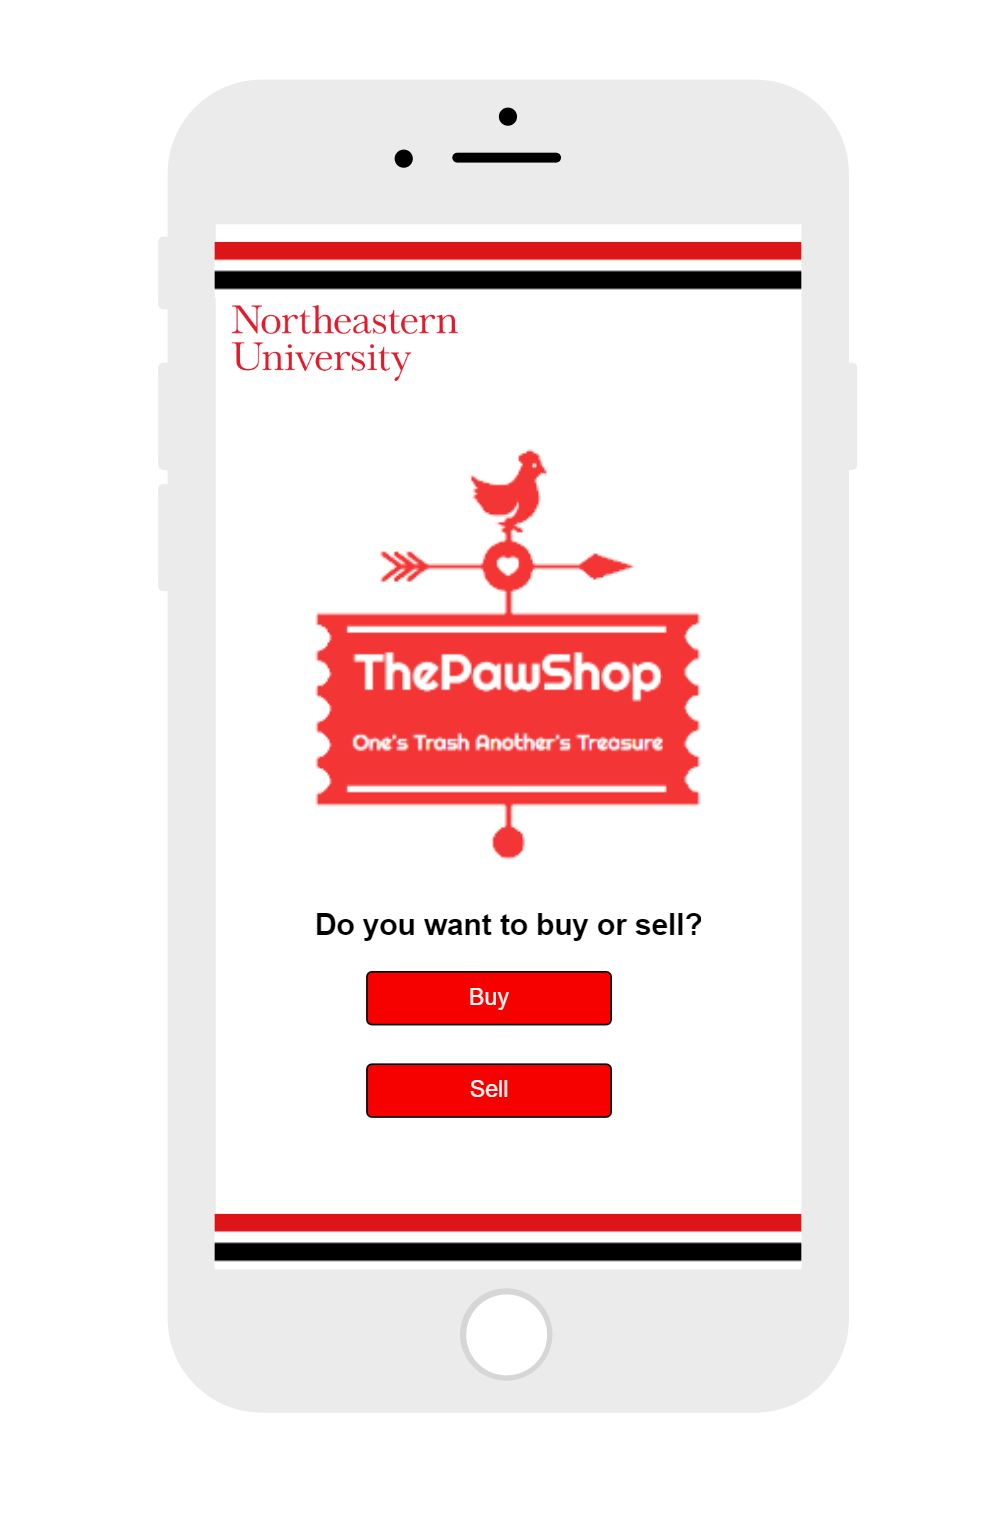 Northeastern
University
ThePawShop
One's Trash Another's Treasure
Do you want to buy or sell?
Buy
Sell